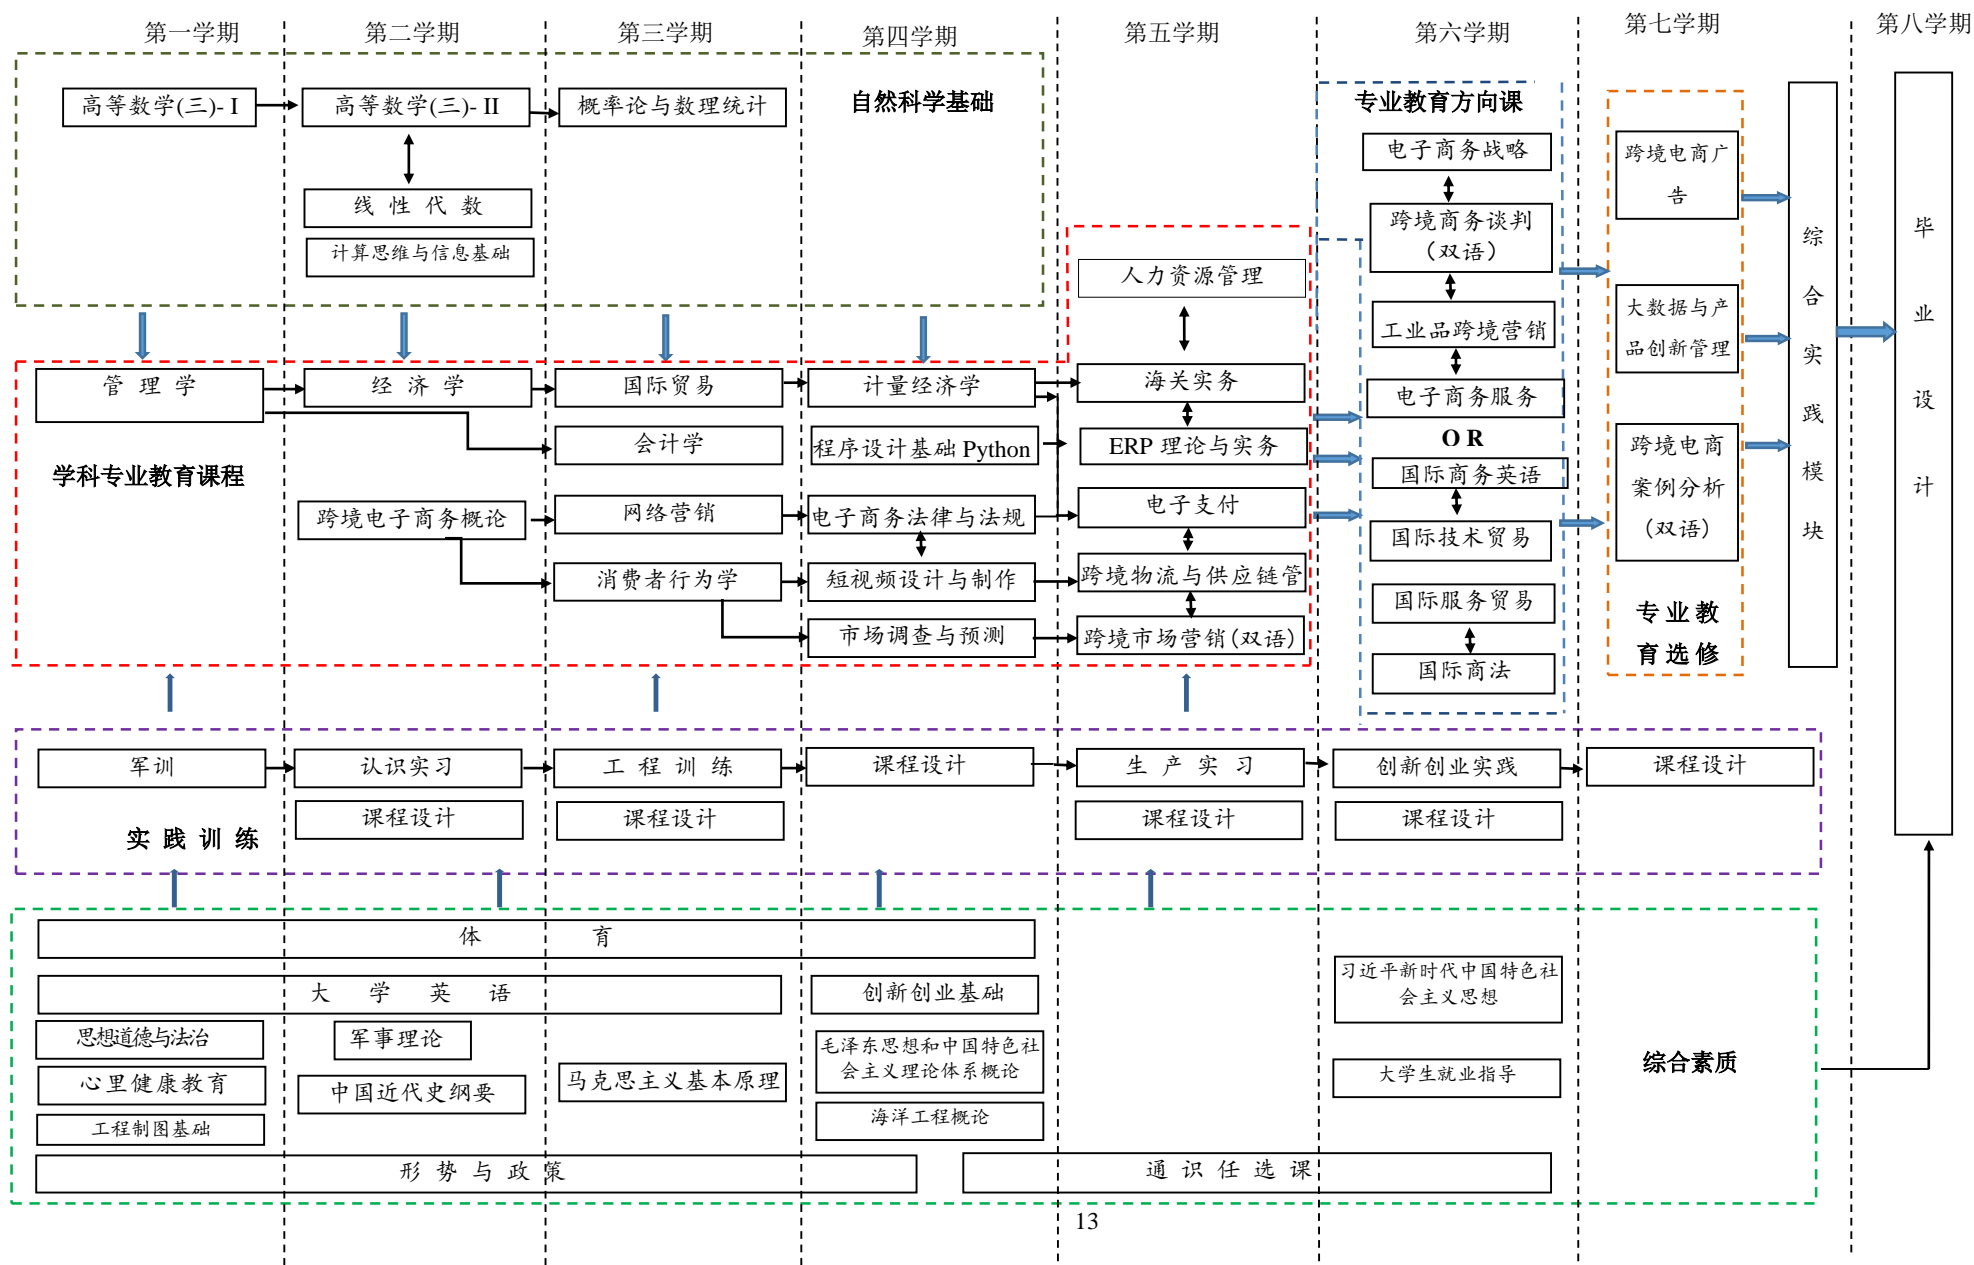 第一学期
第二学期
第三学期
第四学期
第五学期
第六学期
第七学期
第八学期
高等数学(三)- I
高等数学(三)- II
概率论与数理统计
自然科学基础
线 性 代 数
计算思维与信息基础
专业教育方向课
电子商务战略
跨境商务谈判
（双语）
工业品跨境营销
电子商务服务
O R
国际商务英语
国际技术贸易
国际服务贸易
国际商法
跨境电商广
告
大数据与产
品创新管理
跨境电商
案例分析
（双语）
专 业 教
育 选 修
综
合
实
践
模
块
毕
业
设
计
人力资源管理
管 理 学
经 济 学
国际贸易
计量经济学
海关实务
会计学
程序设计基础 Python
ERP 理论与实务
学科专业教育课程
跨境电子商务概论
网络营销
电子商务法律与法规
电子支付
消费者行为学
短视频设计与制作
跨境物流与供应链管
市场调查与预测
跨境市场营销(双语)
军训
认识实习
工 程 训 练
课程设计
生 产 实 习
创新创业实践
课程设计
实 践 训 练
课程设计
课程设计
课程设计
课程设计
体 育
大 学 英 语
创新创业基础
习近平新时代中国特色社
会主义思想
思想道德与法治
军事理论
毛泽东思想和中国特色社
会主义理论体系概论
心里健康教育
中国近代史纲要
马克思主义基本原理
大学生就业指导
综合素质
工程制图基础
海洋工程概论
形 势 与 政 策
通 识 任 选 课
13